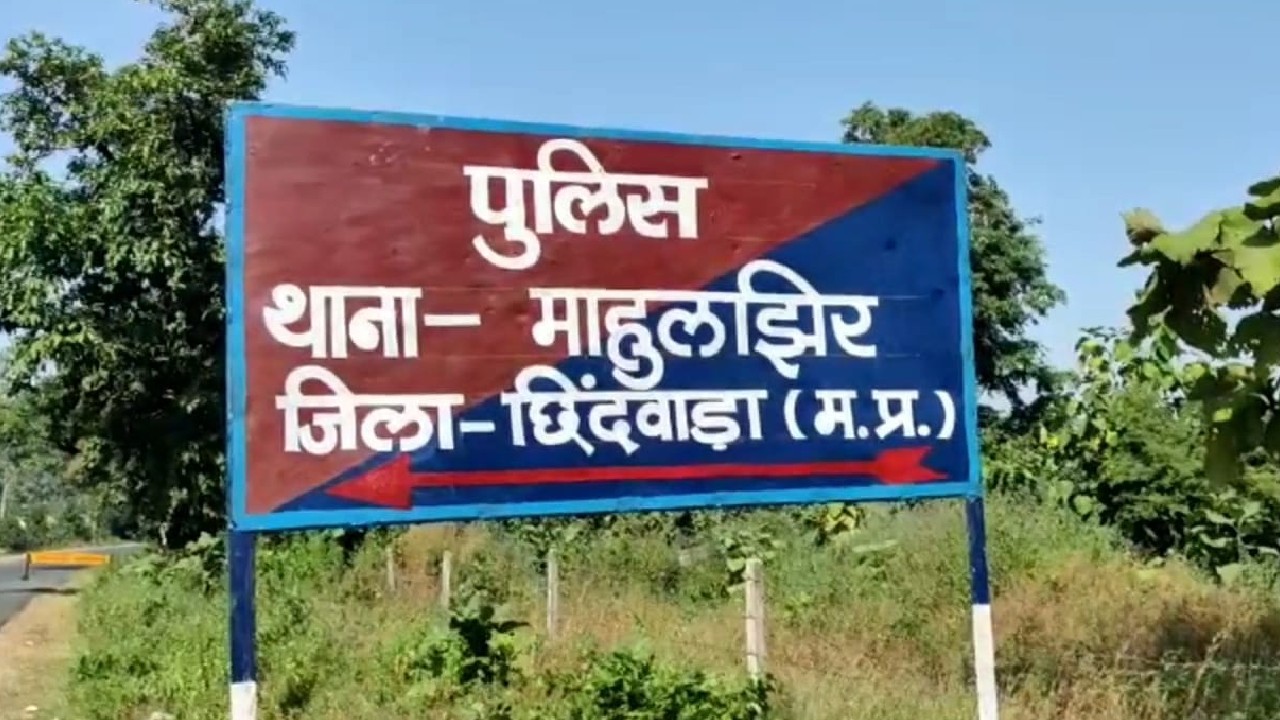 पुलिस
थाना- माहुलझिर
जिला-छिंदवाड़ा (म.प्र.)